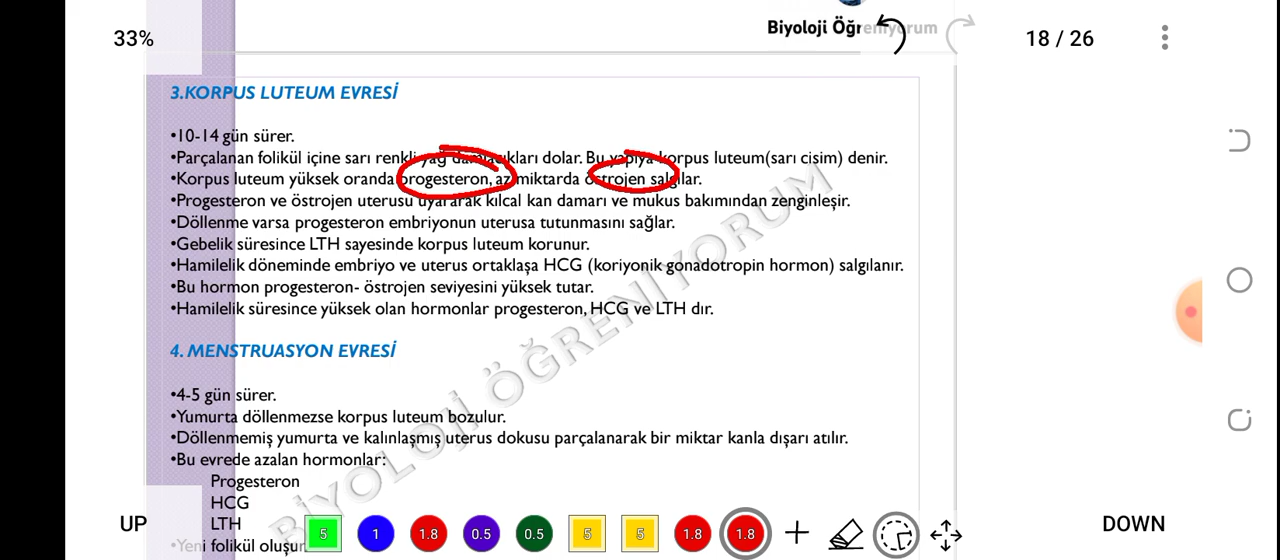 Biyoloji Öğreniyorum
33%
18 / 26
3.KORPUS LUTEUM EVRESİ
•10-14 gün sürer.
•Parçalanan folikül içine sarı renkli yağ damlacıkları dolar. Bu yapıya korpus luteum(sarı cisim) denir.
•Korpus luteum yüksek oranda progesteron, az miktarda östrojen salgılar.
•Progesteron ve östrojen uterusu uyararak kılcal kan damarı ve mukus bakımından zenginleşir.
•Döllenme varsa progesteron embriyonun uterusa tutunmasını sağlar.
•Gebelik süresince LTH sayesinde korpus luteum korunur.
•Hamilelik döneminde embriyo ve uterus ortaklaşa HCG (koriyonik gonadotropin hormon) salgılanır.
•Bu hormon progesteron- östrojen seviyesini yüksek tutar.
•Hamilelik süresince yüksek olan hormonlar progesteron, HCG ve LTH dır.
BİYOLOJİ ÖĞRENİYORUM
4. MENSTRUASYON EVRESİ
•4-5 gün sürer.
•Yumurta döllenmezse korpus luteum bozulur.
•Döllenmemiş yumurta ve kalınlaşmış uterus dokusu parçalanarak bir miktar kanla dışarı atılır.
•Bu evrede azalan hormonlar:
Progesteron
HCG
LTH
•Yeni folikül oluşur
UP
5 1 1.8 0.5 0.5 5 5 1.8 1.8
DOWN